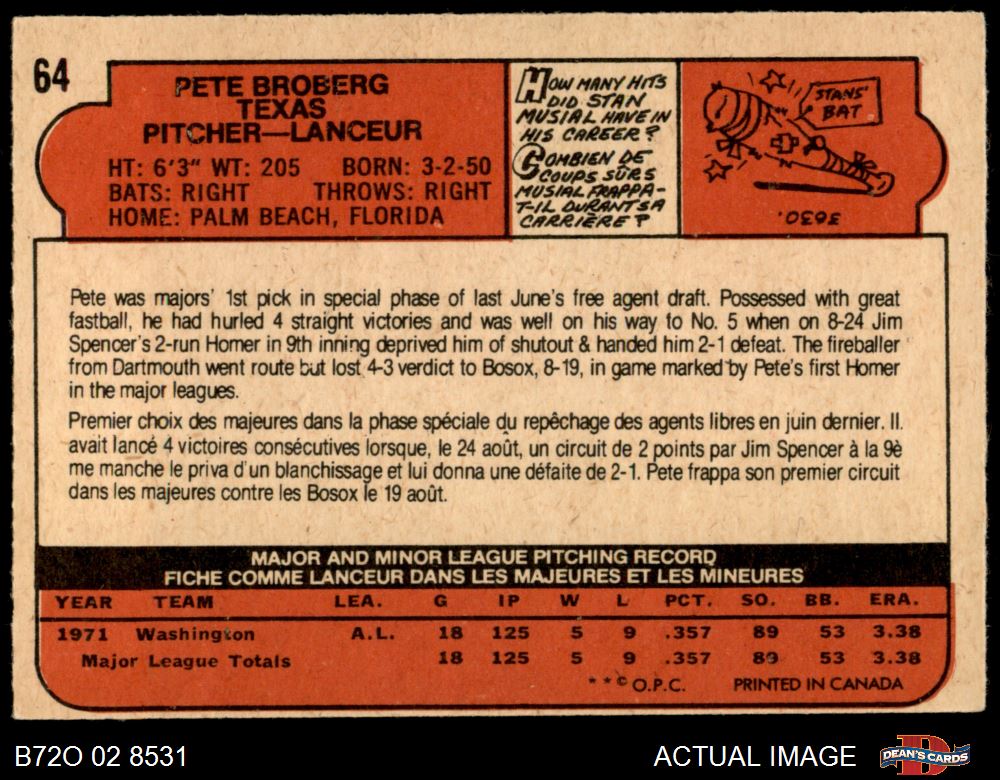 64
PETE BROBERG
TEXAS
PITCHER—LANCEUR
HT: 6'3" WT: 205 BORN: 3-2-50
BATS: RIGHT THROWS: RIGHT
HOME: PALM BEACH, FLORIDA
HOW MANY HITS
DID STAN
MUSIAL HAVE IN
HIS CAREER?
COMBIEN DE
COUPS SÛRS
MUSIAL FRAPPA-
T-IL DURANT SA
CARRIÈRE?
STANS'
BAT
3630.
Pete was majors' 1st pick in special phase of last June's free agent draft. Possessed with great
fastball, he had hurled 4 straight victories and was well on his way to No. 5 when on 8-24 Jim
Spencer's 2-run Homer in 9th inning deprived him of shutout & handed him 2-1 defeat. The fireballer
from Dartmouth went route but lost 4-3 verdict to Bosox, 8-19, in game marked by Pete's first Homer
in the major leagues.
Premier choix des majeures dans la phase spéciale du repêchage des agents libres en juin dernier. Il
avait lancé 4 victoires consécutives lorsque, le 24 août, un circuit de 2 points par Jim Spencer à la 9è
me manche le priva d'un blanchissage et lui donna une défaite de 2-1. Pete frappa son premier circuit
dans les majeures contre les Bosox le 19 août.
MAJOR AND MINOR LEAGUE PITCHING RECORD
FICHE COMME LANCEUR DANS LES MAJEURES ET LES MINEURES
YEAR TEAM LEA. G IP W L PCT. SO. BB. ERA.
1971 Washington A.L. 18 125 5 9 .357 89 53 3.38
Major League Totals 18 125 5 9 .357 89 53 3.38
**© O.P.C. PRINTED IN CANADA
B72O 02 8531
ACTUAL IMAGE
DEAN'S CARDS